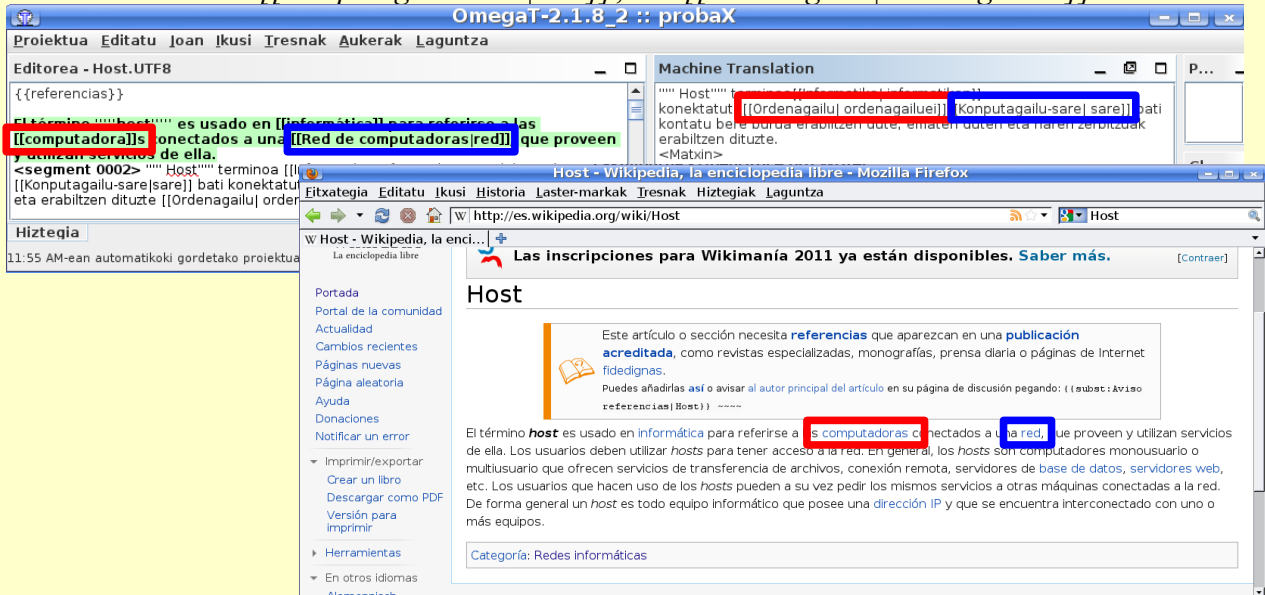 OmegaT-2.1.8_2 :: probaX
Proiektua Editatu Joan Ikusi Tresnak Aukerak Laguntza
Editorea - Host.UTF8
{{referencias}}
El término '''''host''''' es usado en [[informática]] para referirse a las
[[computadora]]s conectados a una [[Red de computadoras|red]], que proveen
y utilizan servicios de ella.
<segment 0002> ''''' Host''''' terminoa [[I
[[Konputagailu-sare|sare]] bati konektatut
eta erabiltzen dituzte [[Ordenagailu| order
Hiztegia
11:55 AM-ean automatikoki gordetako proiektua
Machine Translation
P...
''''' Host''''' terminoa[[Informatika| informatikan]]
konektatut [[Ordenagailu| ordenagailuei]] [Konputagailu-sare| sare]] bati
kontatu bere burua erabiltzen dute, ematen duten eta haren zerbitzuak
erabiltzen dituzte.
<Matxin>
Host - Wikipedia, la enciclopedia libre - Mozilla Firefox
Fitxategia Editatu Ikusi Historia Laster-markak Tresnak Hiztegiak Laguntza
http://es.wikipedia.org/wiki/Host
Host
W Host - Wikipedia, la enci...
La enciclopedia libre
Las inscripciones para Wikimanía 2011 ya están disponibles. Saber más.
[Contraer]
Portada
Portal de la comunidad
Actualidad
Cambios recientes
Páginas nuevas
Página aleatoria
Ayuda
Donaciones
Notificar un error
Imprimir/exportar
Crear un libro
Descargar como PDF
Versión para
imprimir
Herramientas
En otros idiomas
Host
Este artículo o sección necesita referencias que aparezcan en una publicación
acreditada, como revistas especializadas, monografías, prensa diaria o páginas de Internet
fidedignas.
Puedes añadirlas así o avisar al autor principal del artículo en su página de discusión pegando: {{subst:Aviso
referencias|Host}} ~~~~
El término host es usado en informática para referirse a las computadoras conectados a una red, que proveen y utilizan servicios
de ella. Los usuarios deben utilizar hosts para tener acceso a la red. En general, los hosts son computadores monousuario o
multiusuario que ofrecen servicios de transferencia de archivos, conexión remota, servidores de base de datos, servidores web,
etc. Los usuarios que hacen uso de los hosts pueden a su vez pedir los mismos servicios a otras máquinas conectadas a la red.
De forma general un host es todo equipo informático que posee una dirección IP y que se encuentra interconectado con uno o
más equipos.
Categoría: Redes informáticas